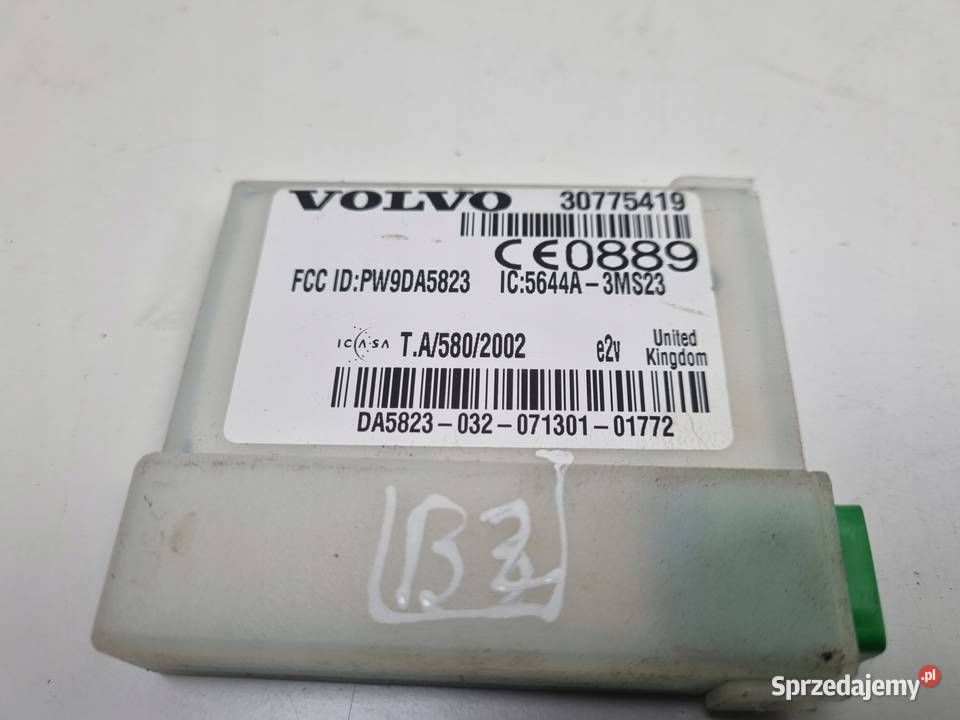 VOLVO 30775419
CE0889
FCC ID:PW9DA5823 IC:5644A-3MS23
ICASA T.A/580/2002 e2v United Kingdom
DA5823-032-071301-01772
Sprzedajemy.pl